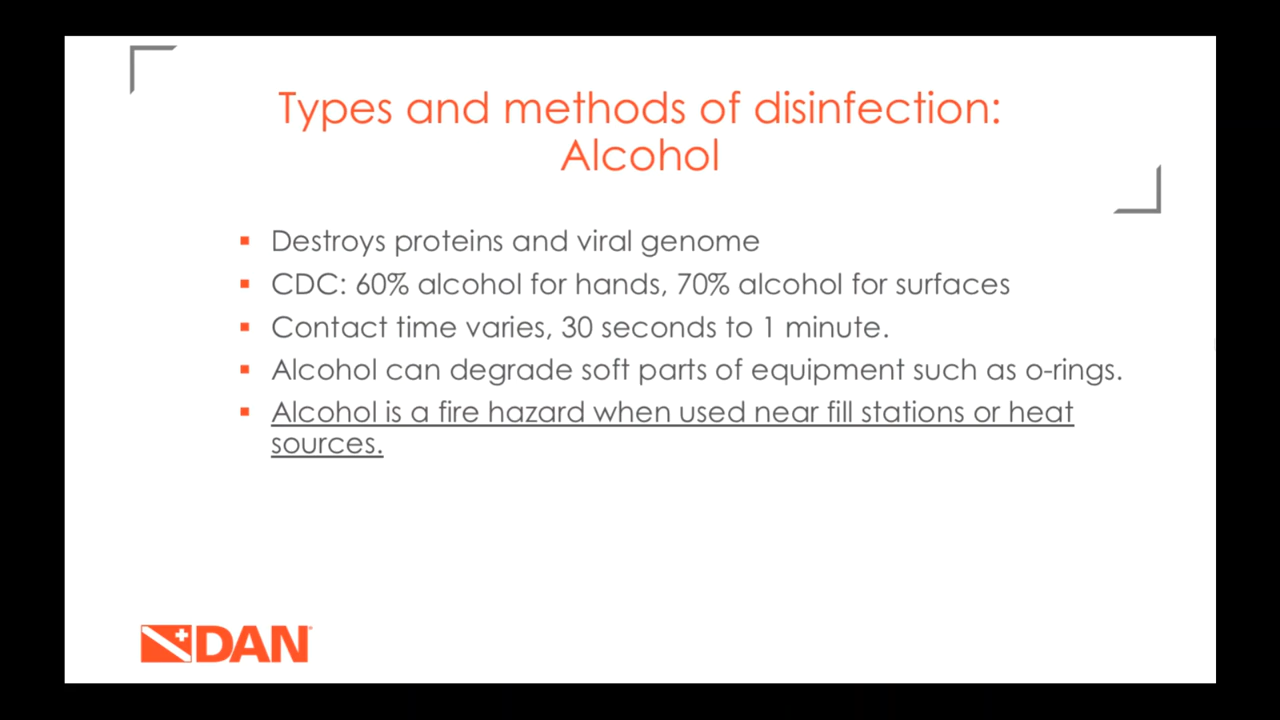 Types and methods of disinfection:
Alcohol
▪ Destroys proteins and viral genome
▪ CDC: 60% alcohol for hands, 70% alcohol for surfaces
▪ Contact time varies, 30 seconds to 1 minute.
▪ Alcohol can degrade soft parts of equipment such as o-rings.
▪ Alcohol is a fire hazard when used near fill stations or heat
sources.
DAN